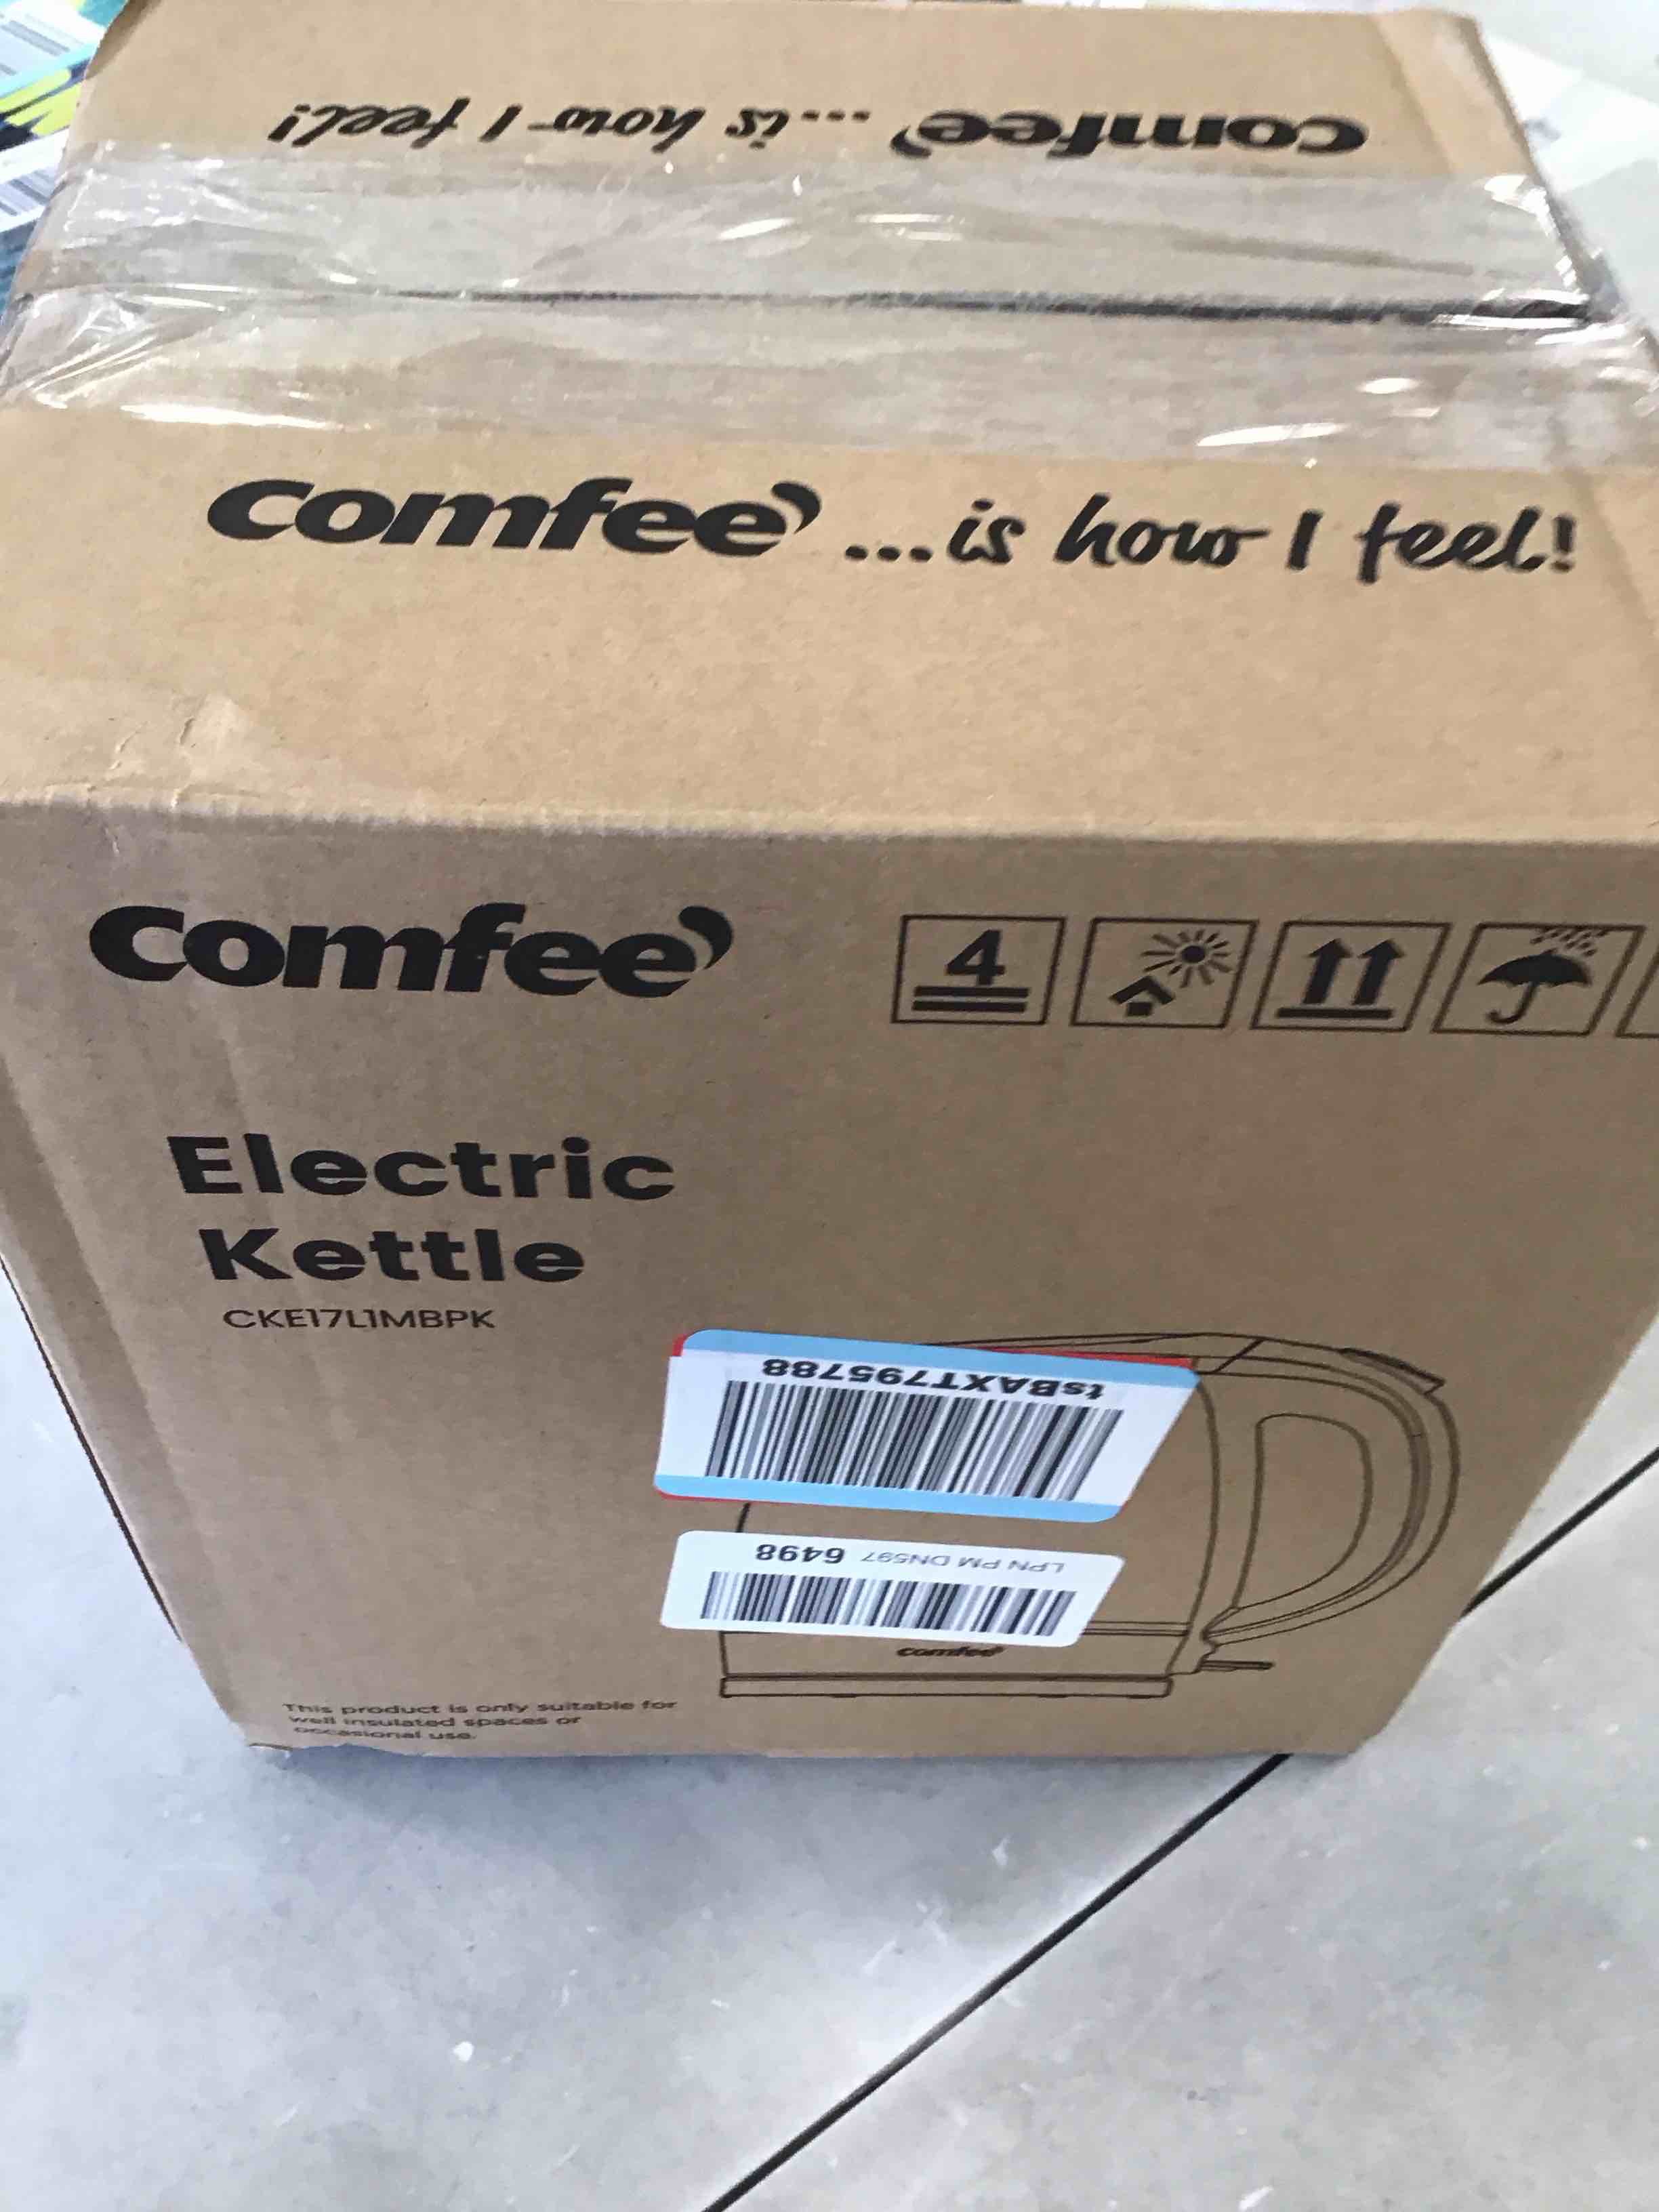 comfee ...is how I feel!
comfee ...is how I feel!
comfee
4
Electric
Kettle
CKE17L1MBPK
tsBAXT795788
LPN PM DN597 6498
comfee
This product is only suitable for
well insulated spaces or
occasional use.